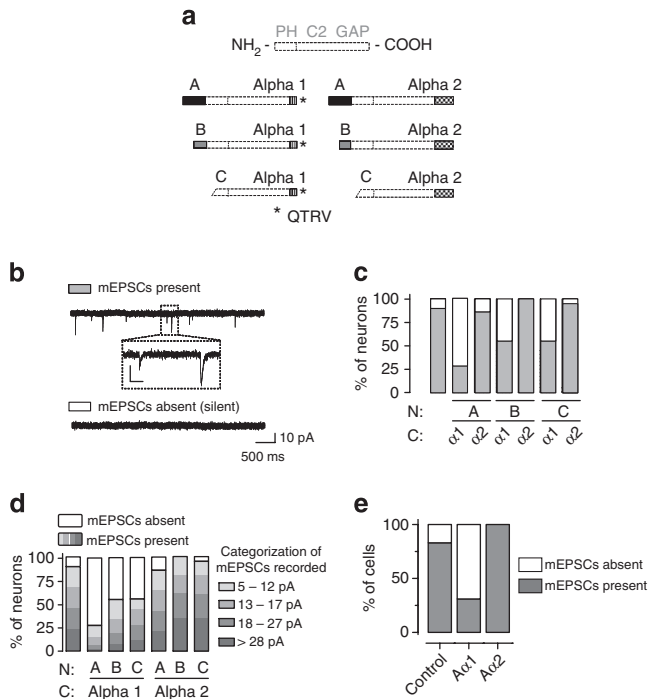 a
PH C2 GAP
NH2 - - COOH
A Alpha 1 A Alpha 2
*
B Alpha 1 B Alpha 2
*
C Alpha 1 C Alpha 2
*
* QTRV
b
mEPSCs present
mEPSCs absent (silent)
10 pA
500 ms
c
% of neurons
100
75
50
25
0
N: A B C
C: α1 α2 α1 α2 α1 α2
d
mEPSCs absent
mEPSCs present
% of neurons
100
75
50
25
0
N: A B C A B C
C: Alpha 1 Alpha 2
Categorization of
mEPSCs recorded
5 – 12 pA
13 – 17 pA
18 – 27 pA
> 28 pA
e
% of cells
100
50
0
Control Aα1 Aα2
mEPSCs absent
mEPSCs present